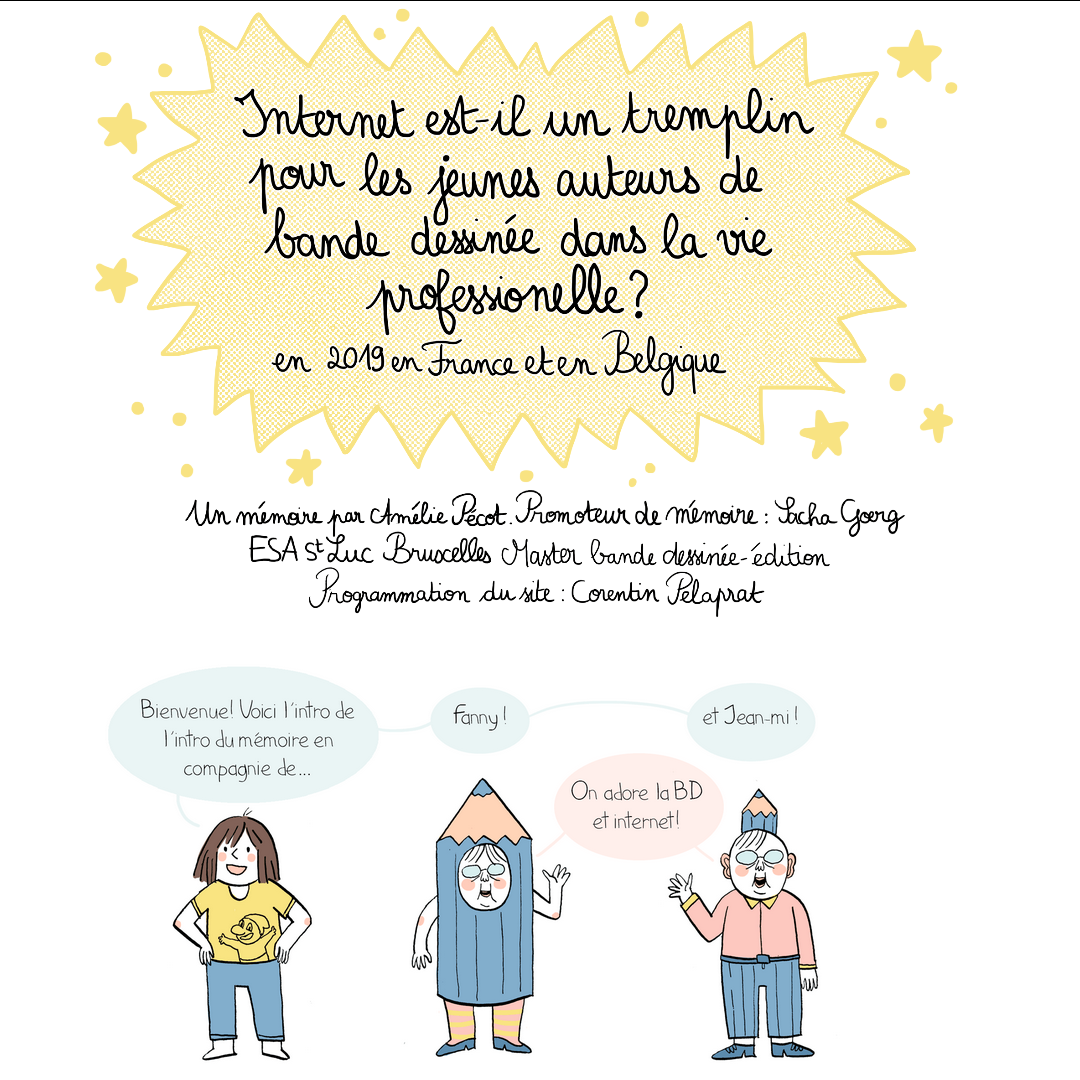 Internet est-il un tremplin
pour les jeunes auteurs de
bande dessinée dans la vie
professionelle?
en 2019 en France et en Belgique
Un mémoire par Amélie Pécot. Promoteur de mémoire : Sacha Goerg
ESA St Luc Bruxcelles Master bande dessinée-édition
Programmation du site : Corentin Pelaprat
Bienvenue! Voici l'intro de
l'intro du mémoire en
compagnie de...
Fanny!
et Jean-mi!
On adore la BD
et internet!